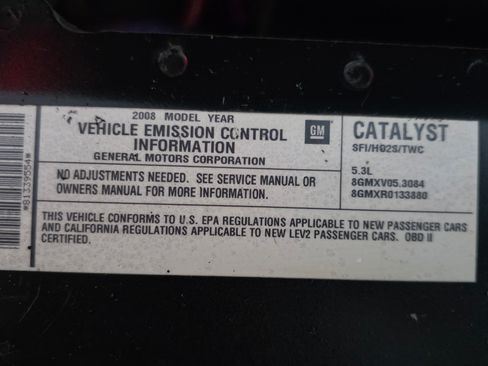 2008 MODEL YEAR
VEHICLE EMISSION CONTROL
INFORMATION
GENERAL MOTORS CORPORATION
GM
CATALYST
SFI/HO2S/TWC
NO ADJUSTMENTS NEEDED. SEE SERVICE MANUAL OR
OWNERS MANUAL FOR MORE INFORMATION.
5.3L
8GMXV05.3084
8GMXR0133880
THIS VEHICLE CONFORMS TO U.S. EPA REGULATIONS APPLICABLE TO NEW PASSENGER CARS
AND CALIFORNIA REGULATIONS APPLICABLE TO NEW LEV2 PASSENGER CARS. OBD II
CERTIFIED.